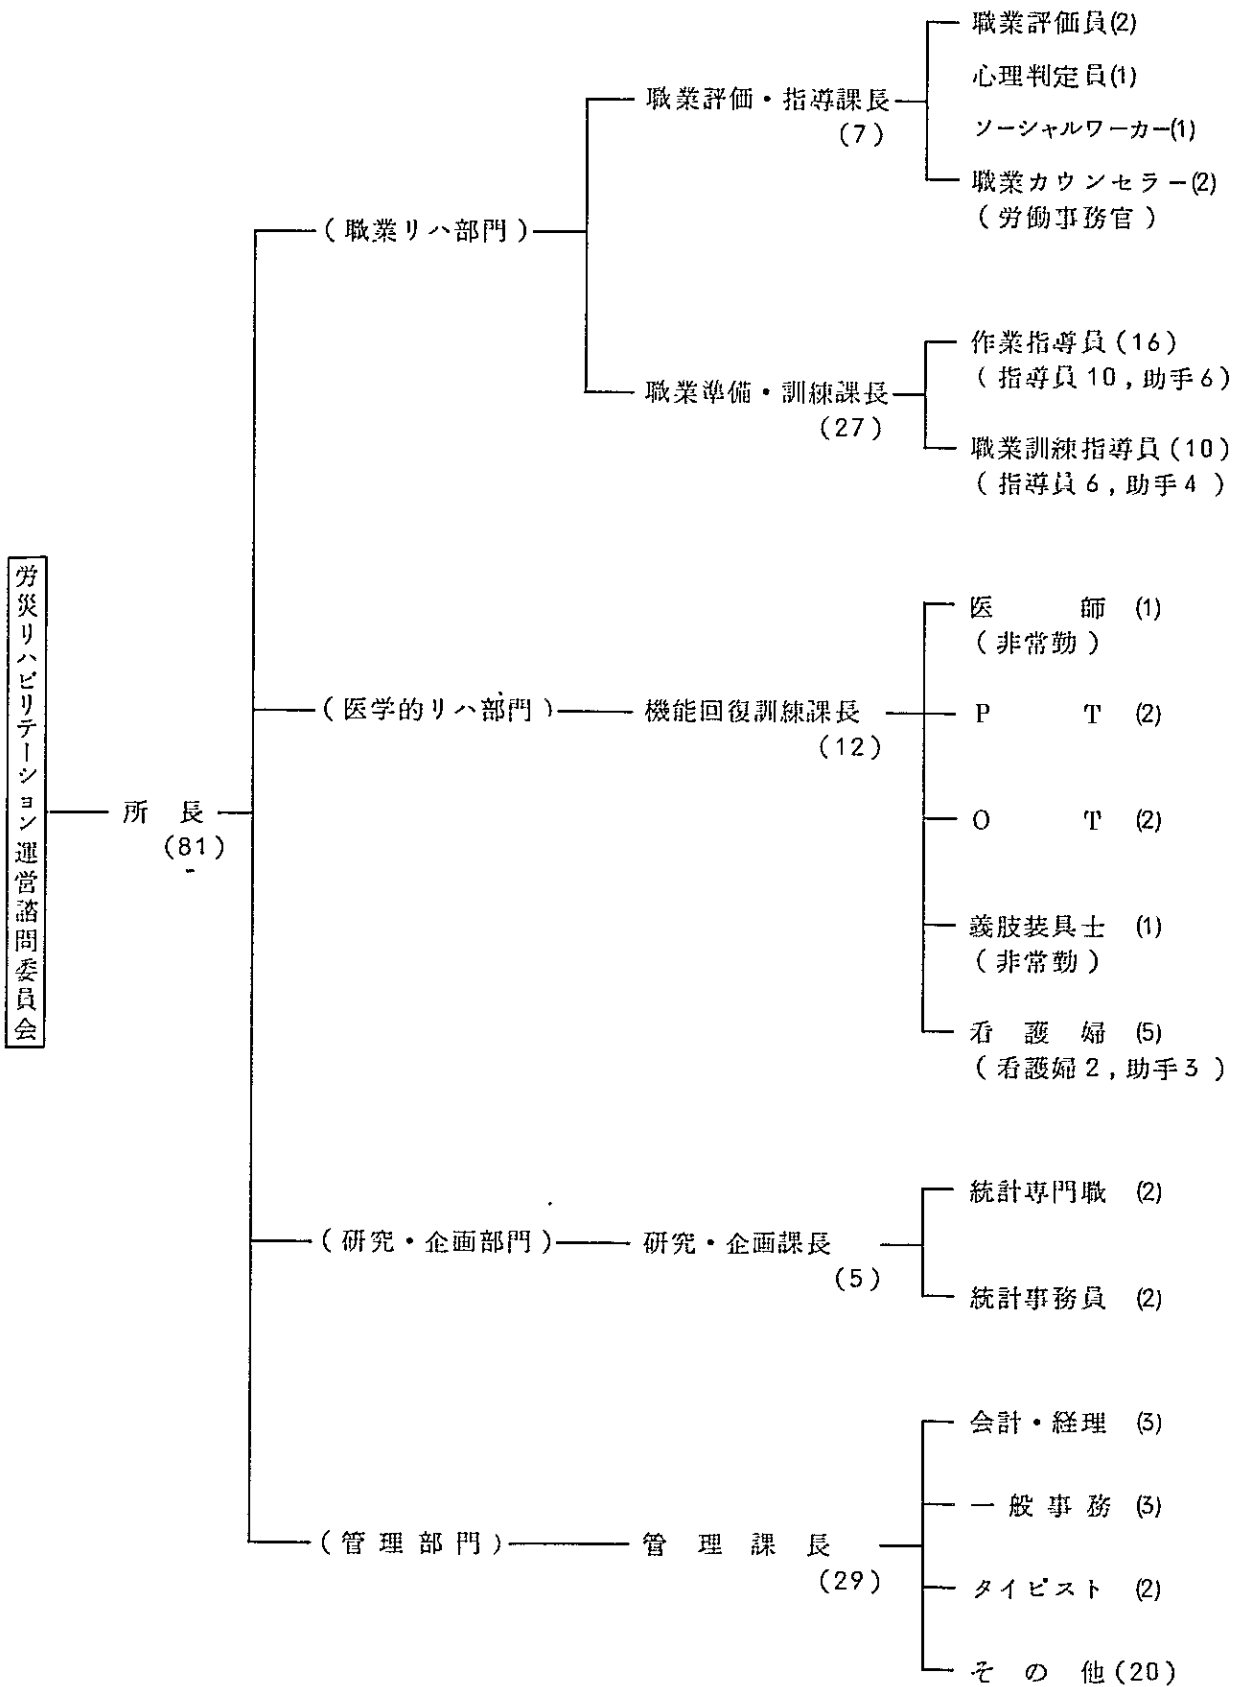 労災リハビリテーション運営諮問委員会
所長
(81)
(職業リハ部門)
職業評価・指導課長
(7)
職業評価員(2)
心理判定員(1)
ソーシャルワーカー(1)
職業カウンセラー(2)
(労働事務官)
職業準備・訓練課長
(27)
作業指導員(16)
(指導員10,助手6)
職業訓練指導員(10)
(指導員6,助手4)
(医学的リハ部門)
機能回復訓練課長
(12)
医師(1)
(非常勤)
PT(2)
OT(2)
義肢装具士(1)
(非常勤)
看護婦(5)
(看護婦2,助手3)
(研究・企画部門)
研究・企画課長
(5)
統計専門職(2)
統計事務員(2)
(管理部門)
管理課長
(29)
会計・経理(3)
一般事務(3)
タイピスト(2)
その他(20)